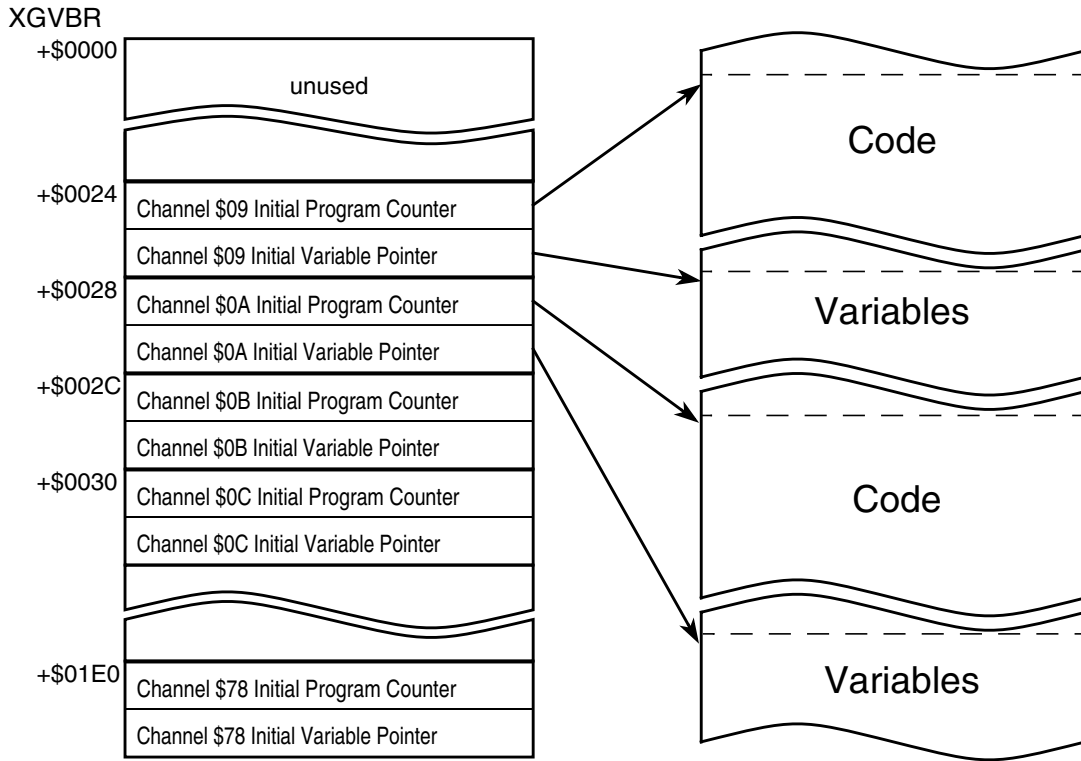 XGVBR
+$0000
unused
+$0024
Channel $09 Initial Program Counter
Channel $09 Initial Variable Pointer
+$0028
Channel $0A Initial Program Counter
Channel $0A Initial Variable Pointer
+$002C
Channel $0B Initial Program Counter
Channel $0B Initial Variable Pointer
+$0030
Channel $0C Initial Program Counter
Channel $0C Initial Variable Pointer
+$01E0
Channel $78 Initial Program Counter
Channel $78 Initial Variable Pointer
Code
Variables
Code
Variables